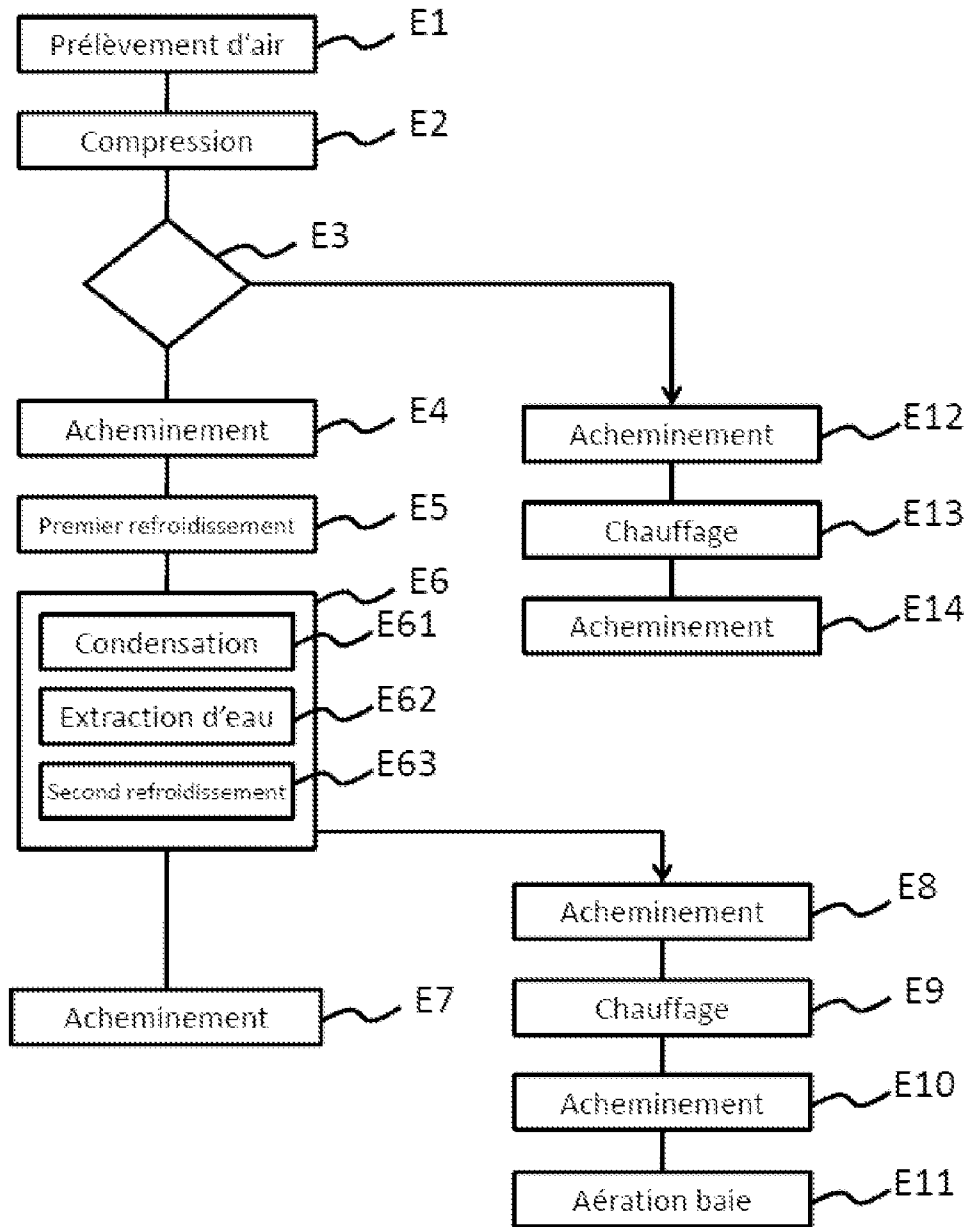 Prélèvement d'air
E1
Compression
E2
E3
Acheminement
E4
Premier refroidissement
E5
E6
Condensation
E61
Extraction d'eau
E62
Second refroidissement
E63
Acheminement
E7
Acheminement
E12
Chauffage
E13
Acheminement
E14
Acheminement
E8
Chauffage
E9
Acheminement
E10
Aération baie
E11